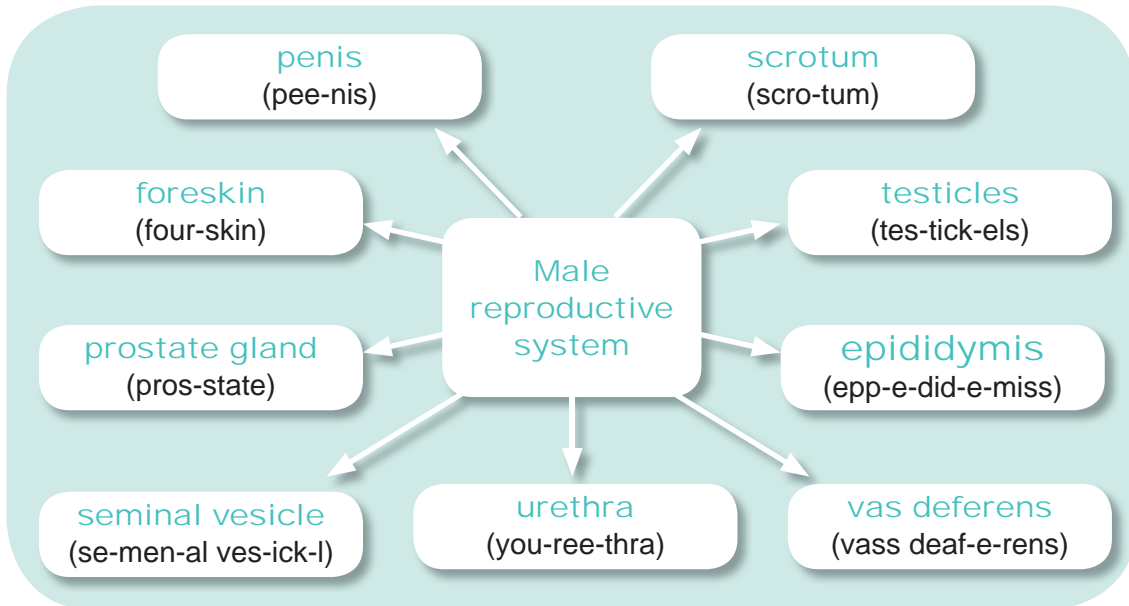 penis
(pee-nis)
scrotum
(scro-tum)
foreskin
(four-skin)
testicles
(tes-tick-els)
Male
reproductive
system
prostate gland
(pros-state)
epididymis
(epp-e-did-e-miss)
seminal vesicle
(se-men-al ves-ick-l)
urethra
(you-ree-thra)
vas deferens
(vass deaf-e-rens)